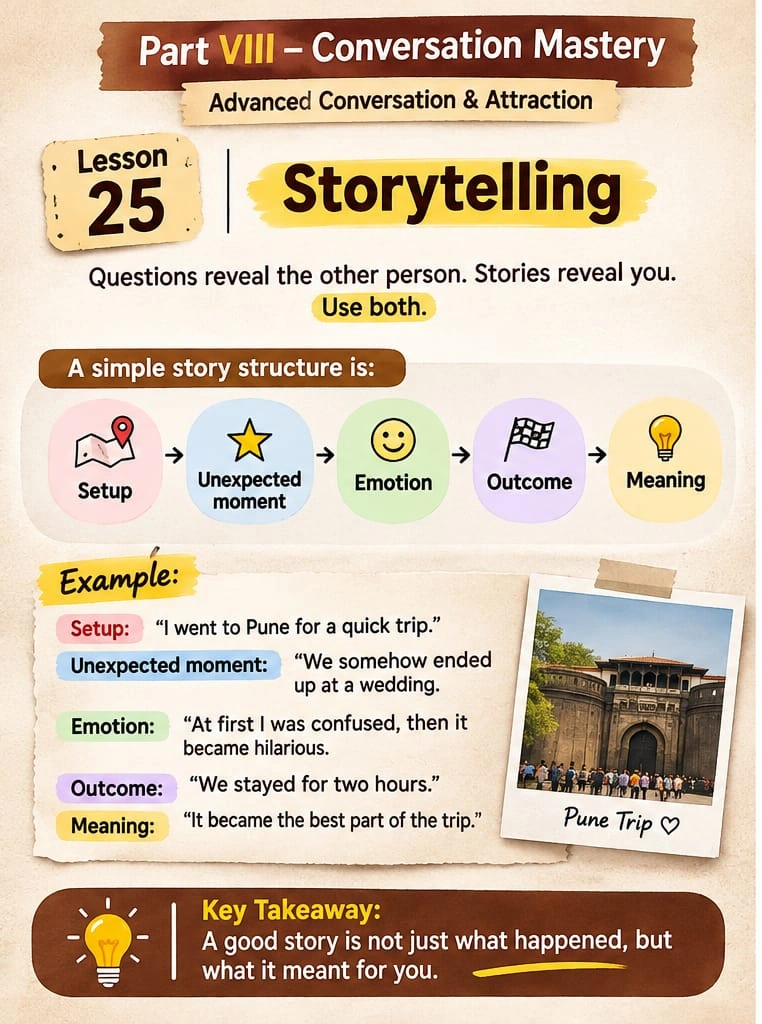 Part VIII – Conversation Mastery
Advanced Conversation & Attraction
Lesson
25
Storytelling
Questions reveal the other person. Stories reveal you.
Use both.
A simple story structure is:
Setup
Unexpected
moment
Emotion
Outcome
Meaning
Example:
Setup: “I went to Pune for a quick trip.”
Unexpected moment: “We somehow ended
up at a wedding.
Emotion: “At first I was confused, then it
became hilarious.
Outcome: “We stayed for two hours.”
Meaning: “It became the best part of the trip.”
Pune Trip ♡
Key Takeaway:
A good story is not just what happened, but
what it meant for you.